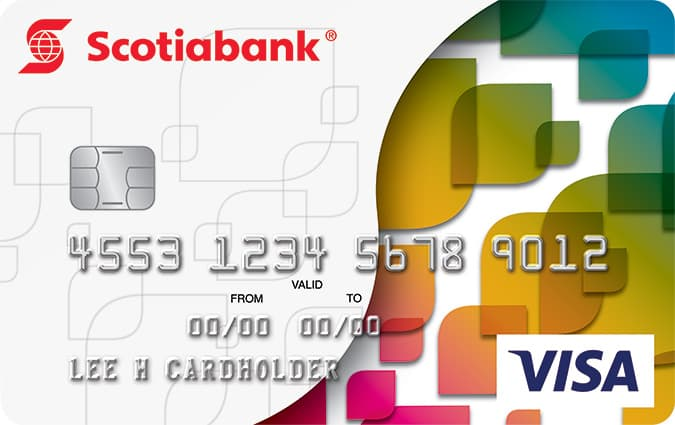 Scotiabank®
4553 1234 5678 9012
VALID
FROM TO
00/00 00/00
LEE H CARDHOLDER
VISA